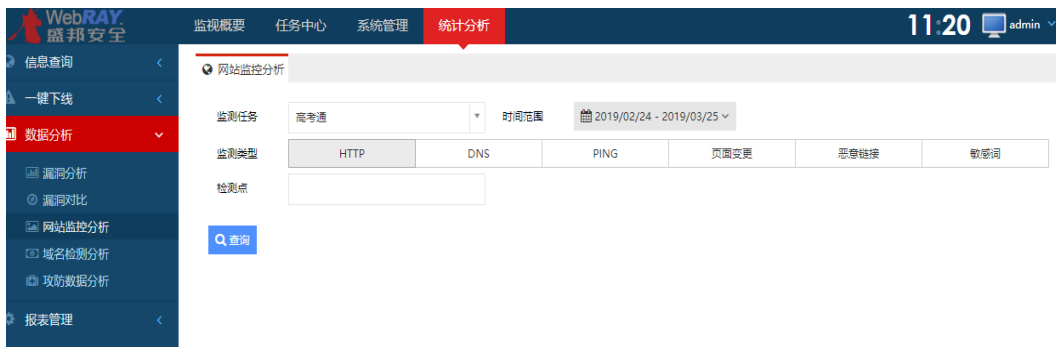 WebRAY.
盛邦安全
监视概要 任务中心 系统管理 统计分析
11:20 admin
信息查询
一键下线
数据分析
漏洞分析
漏洞对比
网站监控分析
域名检测分析
攻防数据分析
报表管理
网站监控分析
监测任务 高考通 时间范围 2019/02/24 - 2019/03/25
监测类型 HTTP DNS PING 页面变更 恶意链接 敏感词
检测点
查询